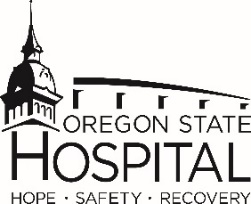 OREGON STATE
HOSPITAL
HOPE • SAFETY • RECOVERY